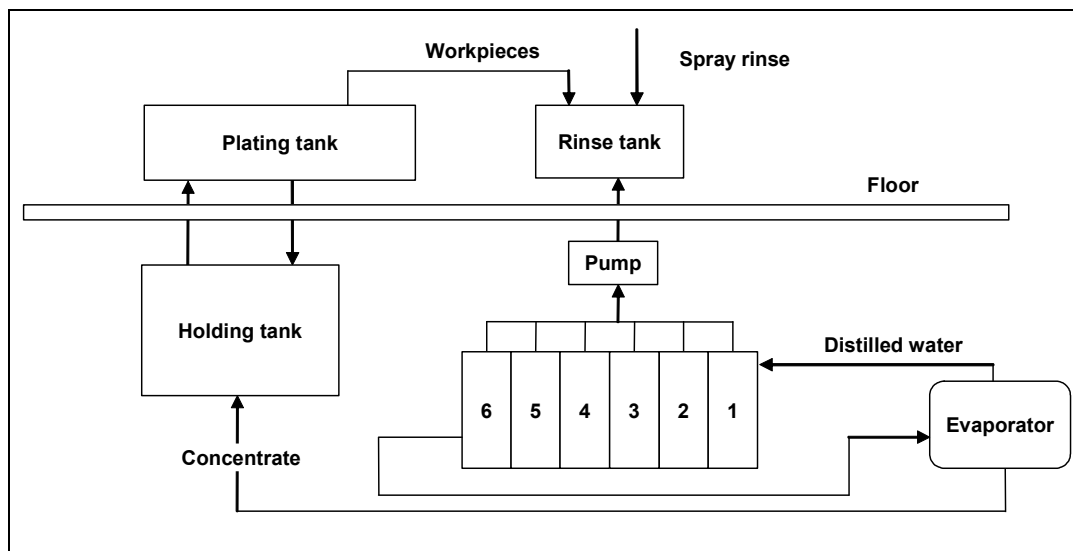 Workpieces
Spray rinse
Plating tank
Rinse tank
Floor
Pump
Holding tank
Distilled water
6 5 4 3 2 1
Evaporator
Concentrate